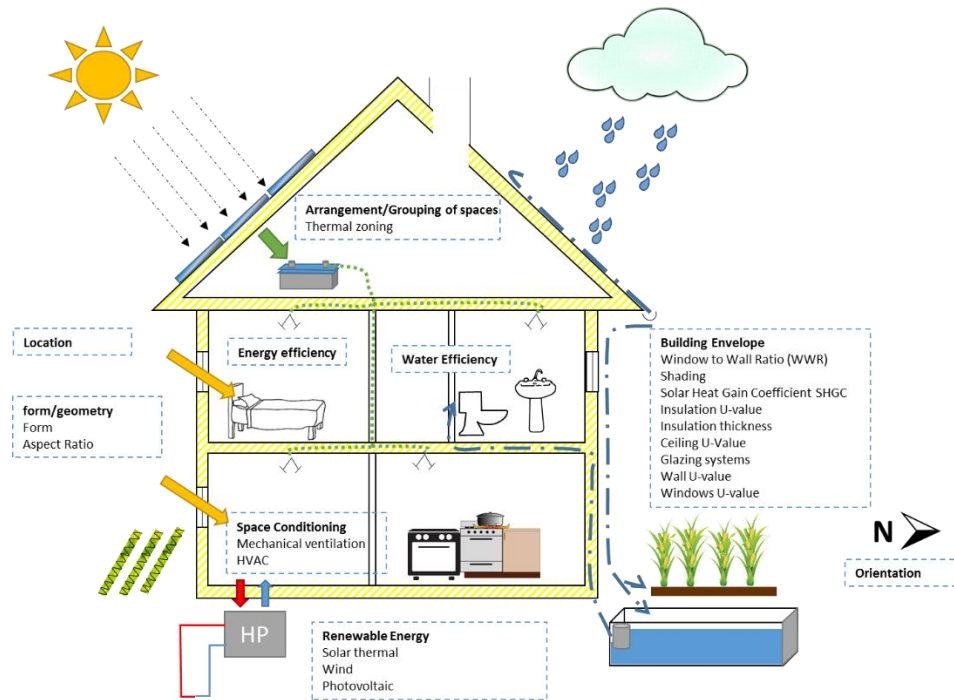 Arrangement/Grouping of spaces
Thermal zoning
Location
Energy efficiency
Water Efficiency
Building Envelope
Window to Wall Ratio (WWR)
Shading
Solar Heat Gain Coefficient SHGC
Insulation U-value
Insulation thickness
Ceiling U-Value
Glazing systems
Wall U-value
Windows U-value
form/geometry
Form
Aspect Ratio
Space Conditioning
Mechanical ventilation
HVAC
N
Orientation
HP
Renewable Energy
Solar thermal
Wind
Photovoltaic